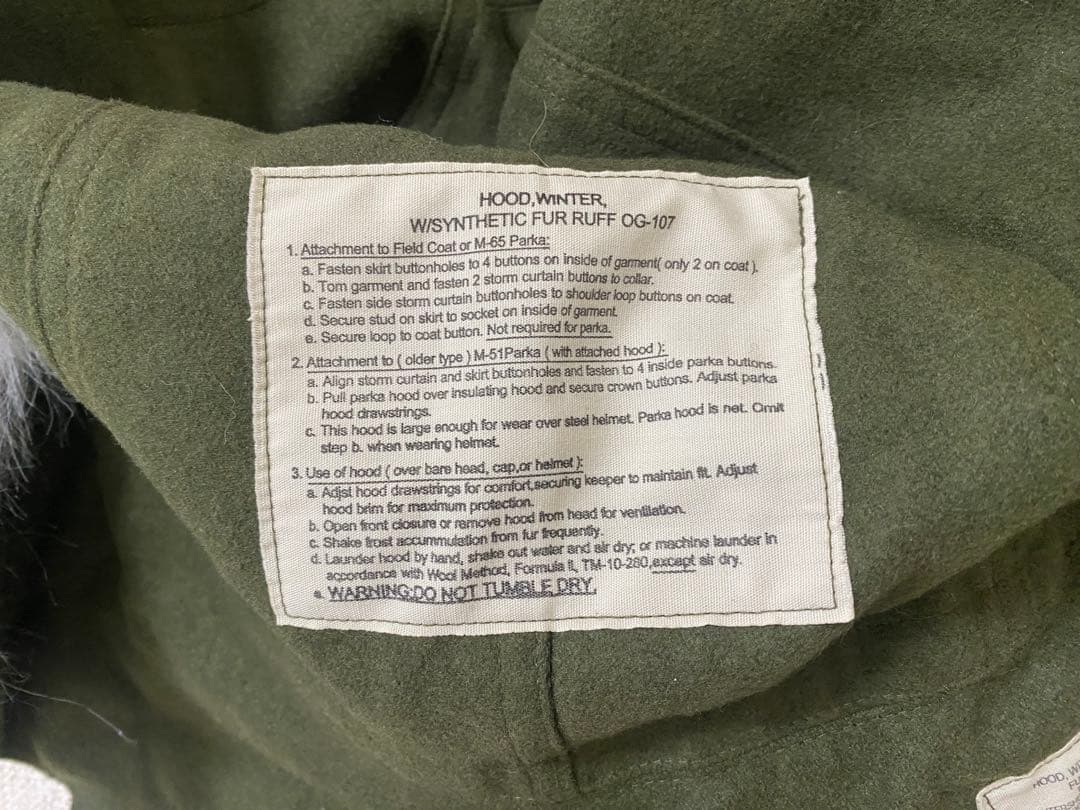 HOOD,WINTER,
W/SYNTHETIC FUR RUFF OG-107
1. Attachment to Field Coat or M-65 Parka:
a. Fasten skirt buttonholes to 4 buttons on inside of garment( only 2 on coat ).
b. Tom garment and fasten 2 storm curtain buttons to collar.
c. Fasten side storm curtain buttonholes to shoulder loop buttons on coat.
d. Secure stud on skirt to socket on inside of garment.
e. Secure loop to coat button. Not required for parka.
2. Attachment to ( older type ) M-51Parka ( with attached hood ):
a. Align storm curtain and skirt buttonholes and fasten to 4 inside parka buttons.
b. Pull parka hood over insulating hood and secure crown buttons. Adjust parka
hood drawstrings.
c. This hood is large enough for wear over steel helmet. Parka hood is net. Omit
step b. when wearing helmet.
3. Use of hood ( over bare head, cap,or helmet ):
a. Adjst hood drawstrings for comfort,securing keeper to maintain fit. Adjust
hood brim for maximum protection.
b. Open front closure or remove hood from head for ventilation.
c. Shake frost accummulation from fur frequently.
d. Launder hood by hand, shake out water and air dry; or machine launder in
accordance with Wool Method, Formula II, TM-10-280,except air dry.
WARNING:DO NOT TUMBLE DRY.
HOOD,